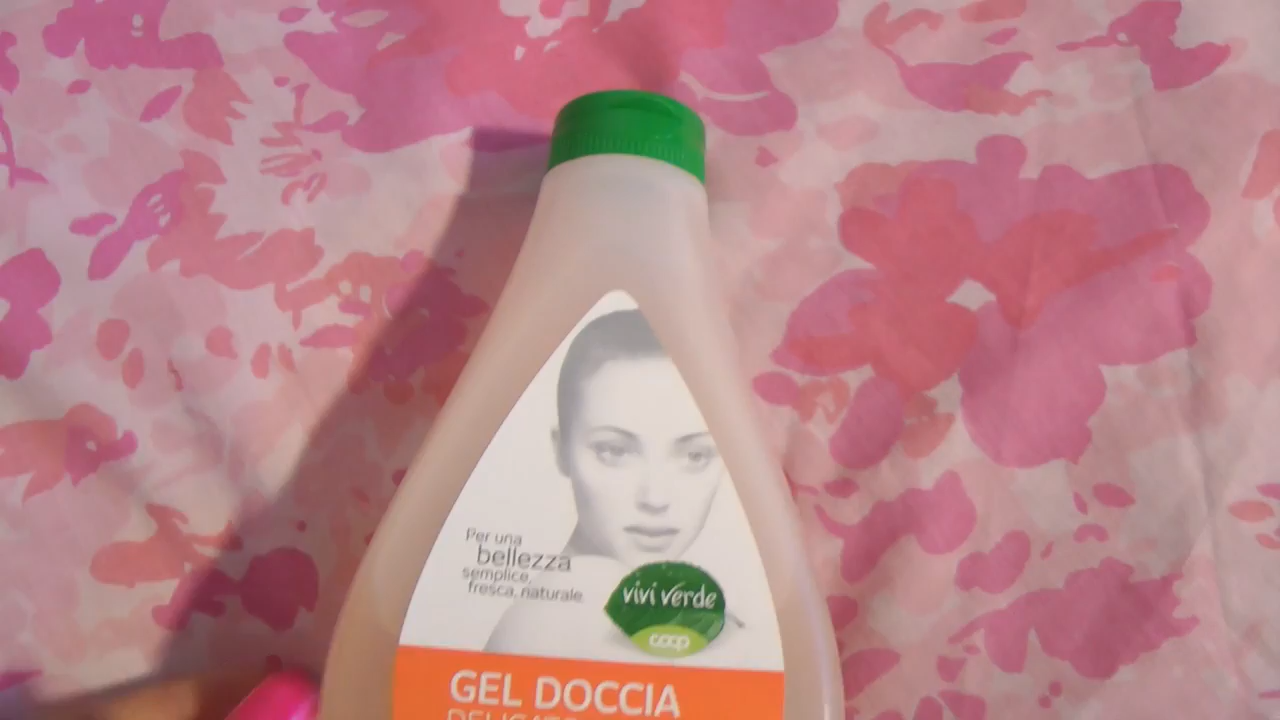 Per una
bellezza
semplice,
fresca, naturale
vivi verde
coop
GEL DOCCIA